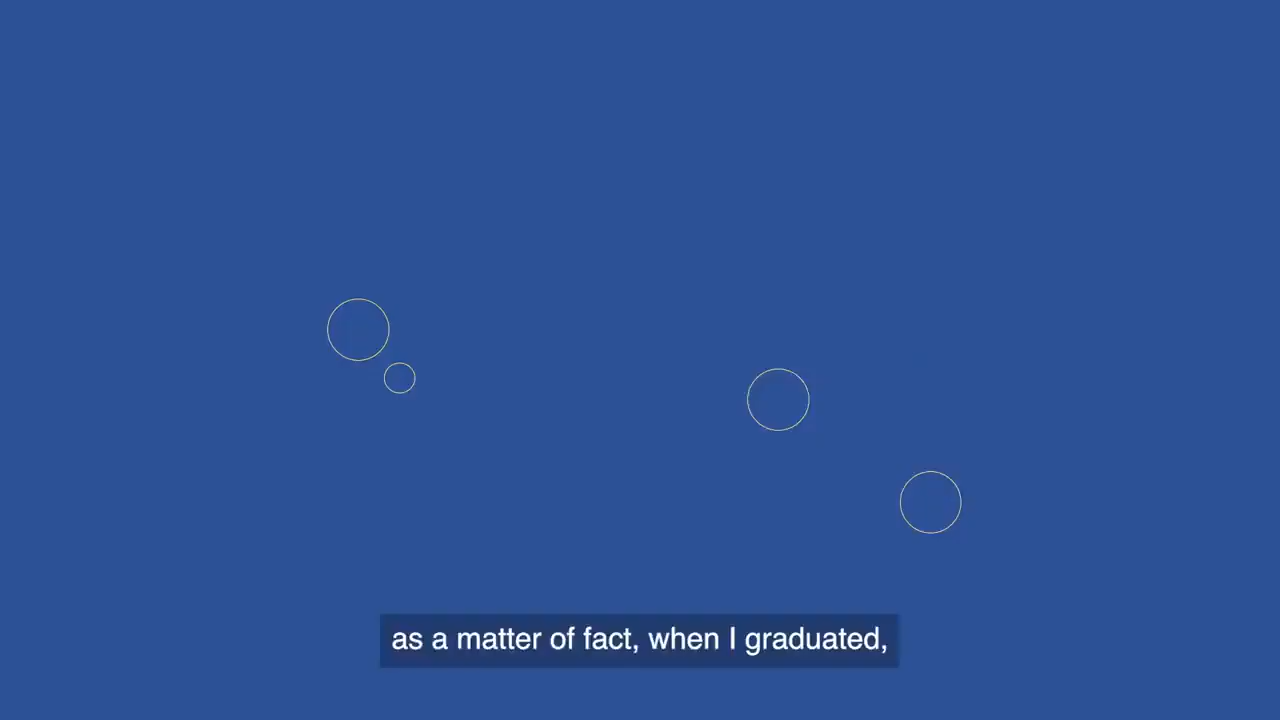 as a matter of fact, when I graduated,